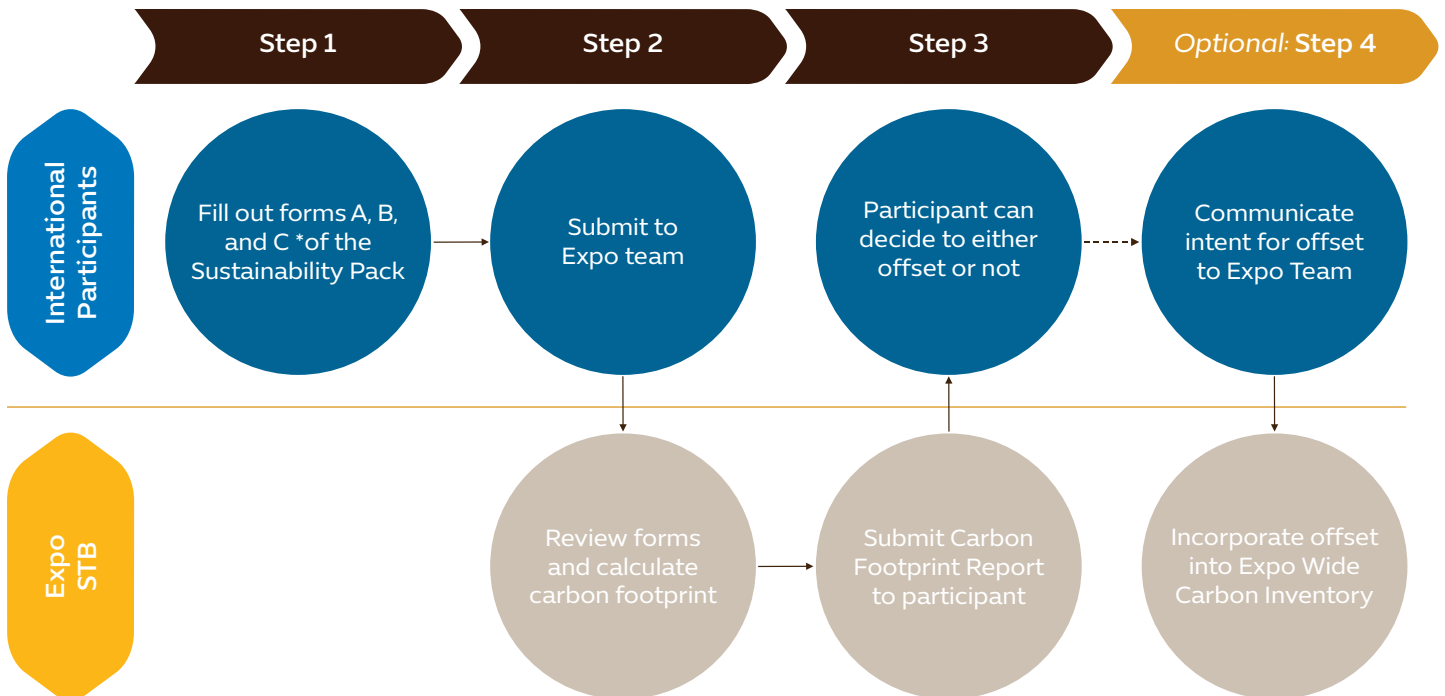 Step 1
Step 2
Step 3
Optional: Step 4
International
Participants
Fill out forms A, B,
and C *of the
Sustainability Pack
Submit to
Expo team
Participant can
decide to either
offset or not
Communicate
intent for offset
to Expo Team
Expo
STB
Review forms
and calculate
carbon footprint
Submit Carbon
Footprint Report
to participant
Incorporate offset
into Expo Wide
Carbon Inventory